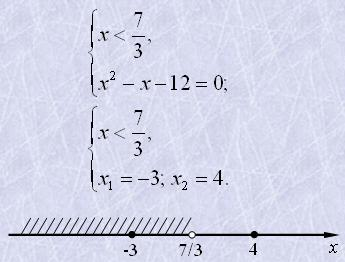 x < 7/3,
x² − x − 12 = 0;
x < 7/3,
x₁ = −3; x₂ = 4.
-3 7/3 4 x